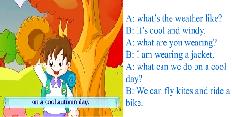 on a cool autumn day.
A: what's the weather like?
B: It's cool and windy.
A: what are you wearing?
B: I am wearing a jacket.
A: what can we do on a cool
day?
B: We can fly kites and ride a
bike.